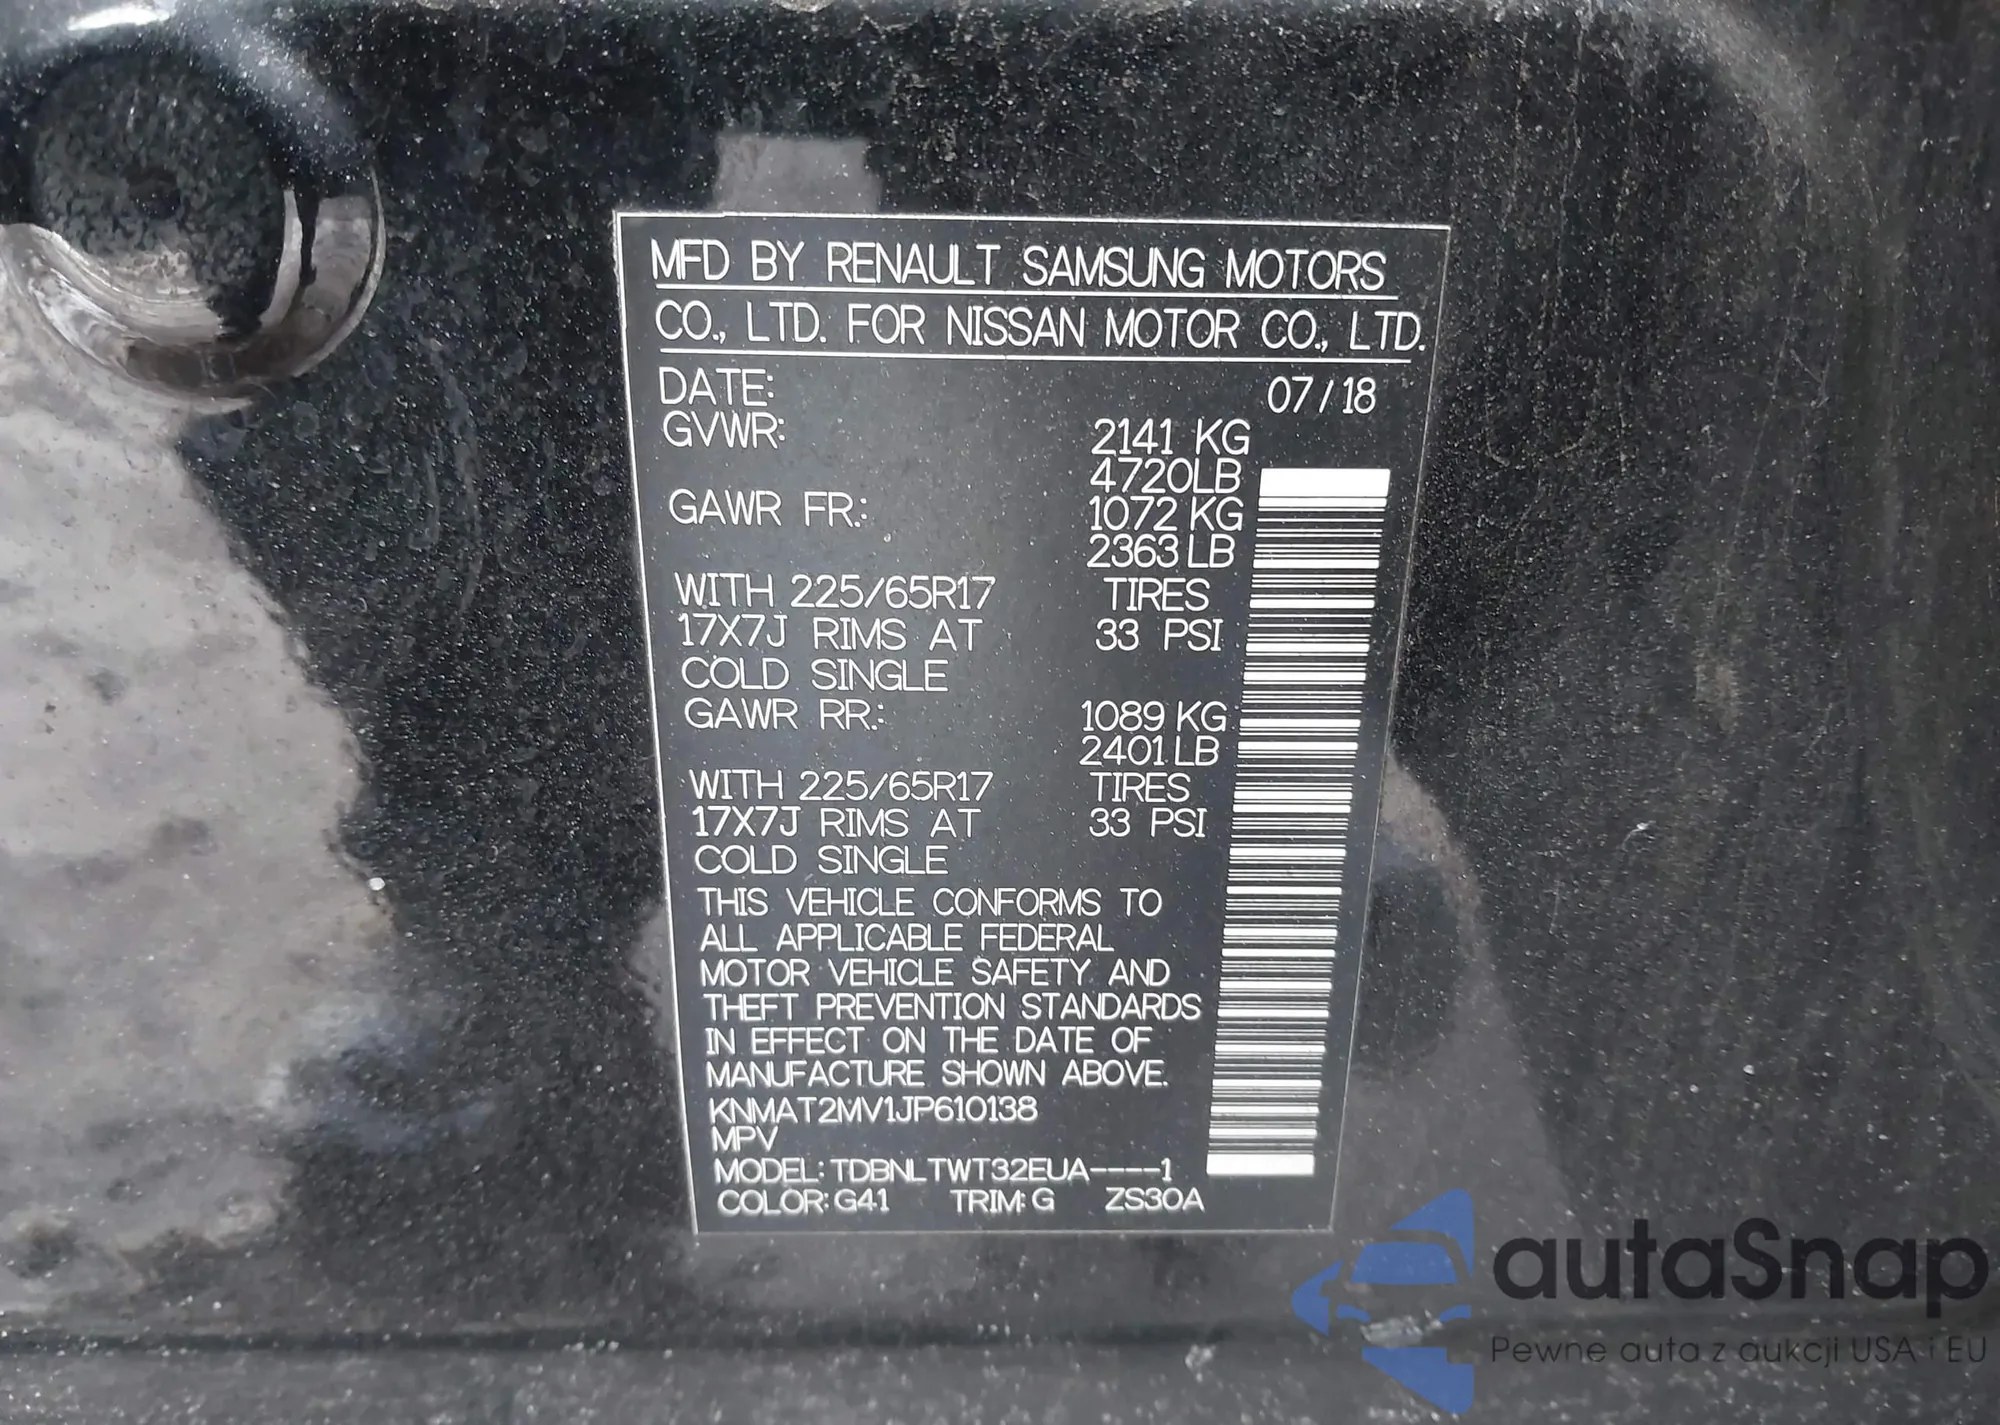 MFD BY RENAULT SAMSUNG MOTORS
CO., LTD. FOR NISSAN MOTOR CO., LTD.
DATE: 07/18
GVWR: 2141 KG
4720LB
GAWR FR.: 1072 KG
2363 LB
WITH 225/65R17 TIRES
17X7J RIMS AT 33 PSI
COLD SINGLE
GAWR RR.: 1089 KG
2401 LB
WITH 225/65R17 TIRES
17X7J RIMS AT 33 PSI
COLD SINGLE
THIS VEHICLE CONFORMS TO
ALL APPLICABLE FEDERAL
MOTOR VEHICLE SAFETY AND
THEFT PREVENTION STANDARDS
IN EFFECT ON THE DATE OF
MANUFACTURE SHOWN ABOVE.
KNMAT2MV1JP610138
MPV
MODEL: TDBNLTWT32EUA----1
COLOR: G41 TRIM: G ZS30A
autaSnap
Pewne auta z aukcji USA i EU